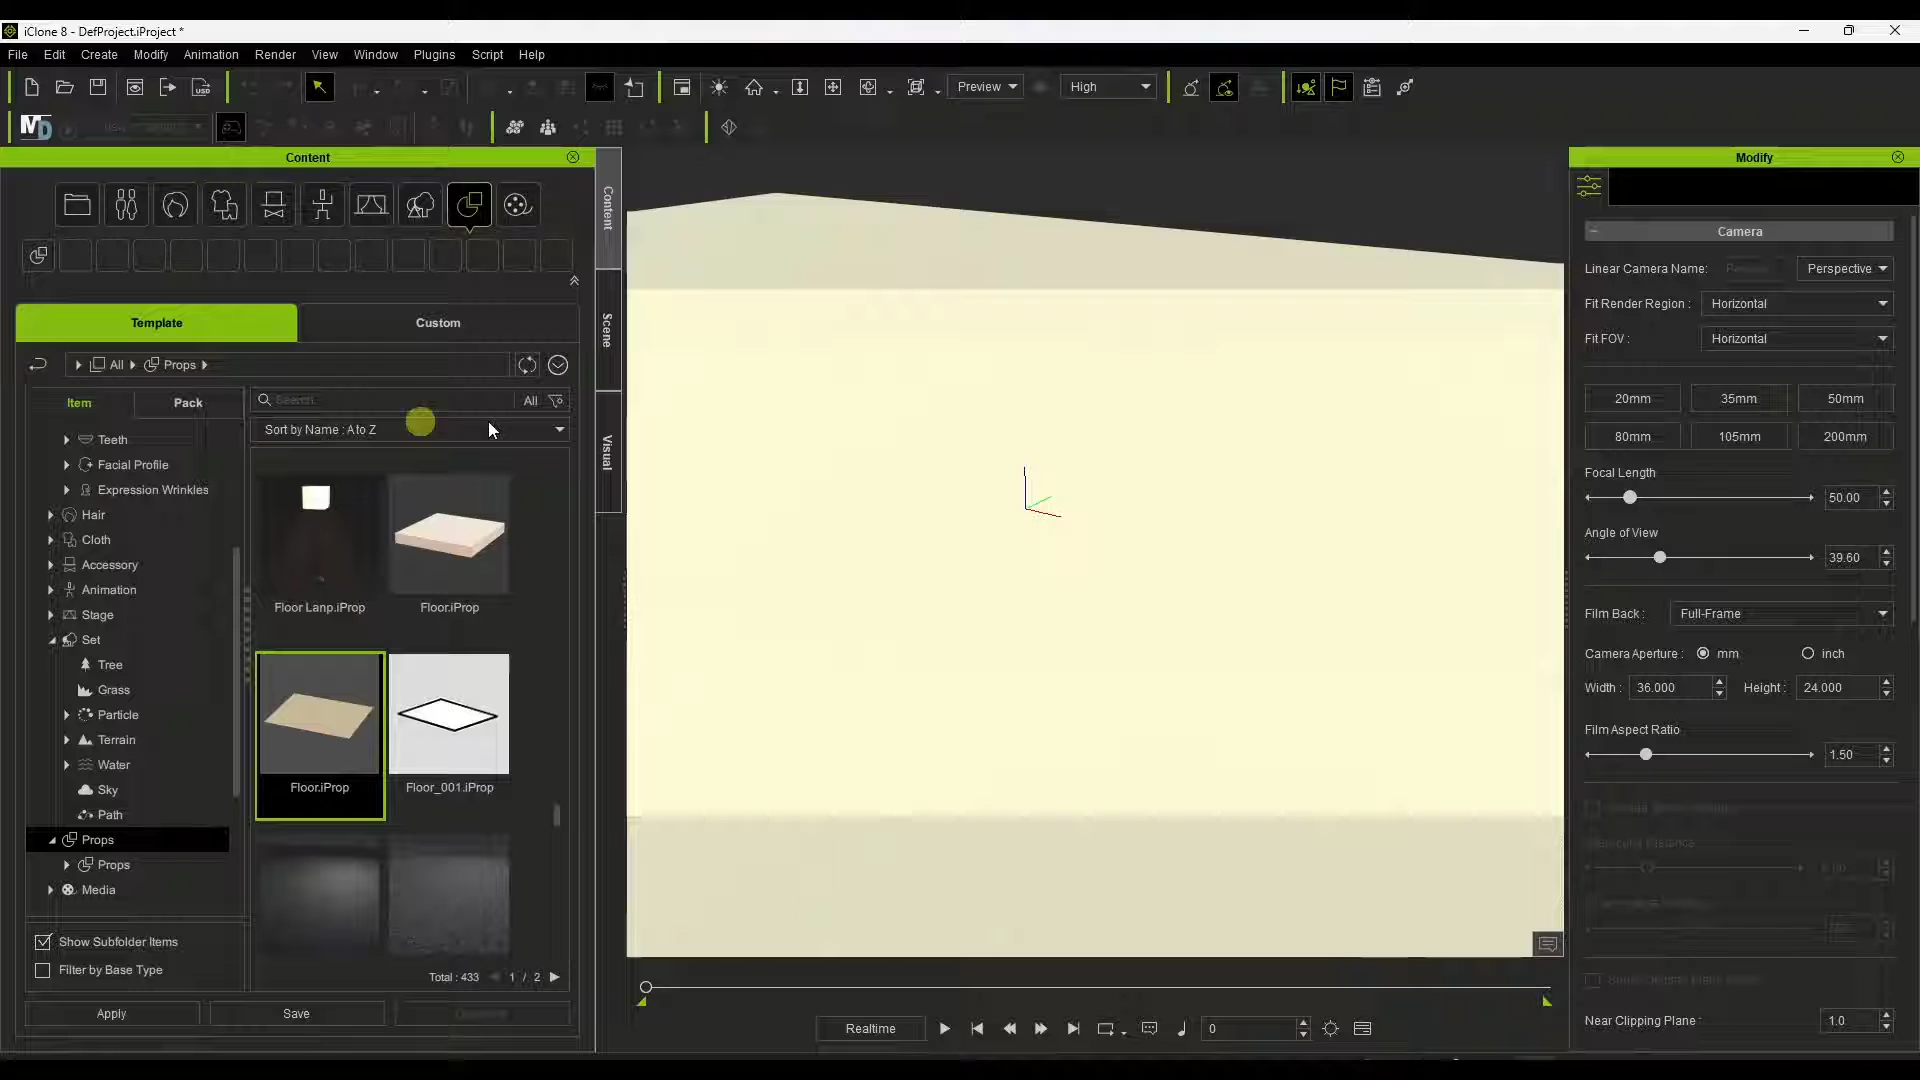 iClone 8 - DefProject.iProject *
File Edit Create Modify Animation Render View Window Plugins Script Help
Preview High
MD
Content
Content
Scene
Visual
Template Custom
All Props
Item Pack
Search All
Sort by Name : A to Z
Teeth
Facial Profile
Expression Wrinkles
Hair
Cloth
Accessory
Animation
Stage
Set
Tree
Grass
Particle
Terrain
Water
Sky
Path
Props
Props
Media
Floor Lanp.iProp Floor.iProp
Floor.iProp Floor_001.iProp
Show Subfolder Items
Filter by Base Type
Total : 433 1 / 2
Apply Save
Realtime 0
Modify
Camera
Linear Camera Name: Perspective
Fit Render Region : Horizontal
Fit FOV : Horizontal
20mm 35mm 50mm
80mm 105mm 200mm
Focal Length
50.00
Angle of View
39.60
Film Back : Full-Frame
Camera Aperture : mm inch
Width : 36.000 Height : 24.000
Film Aspect Ratio
1.50
Near Clipping Plane : 1.0